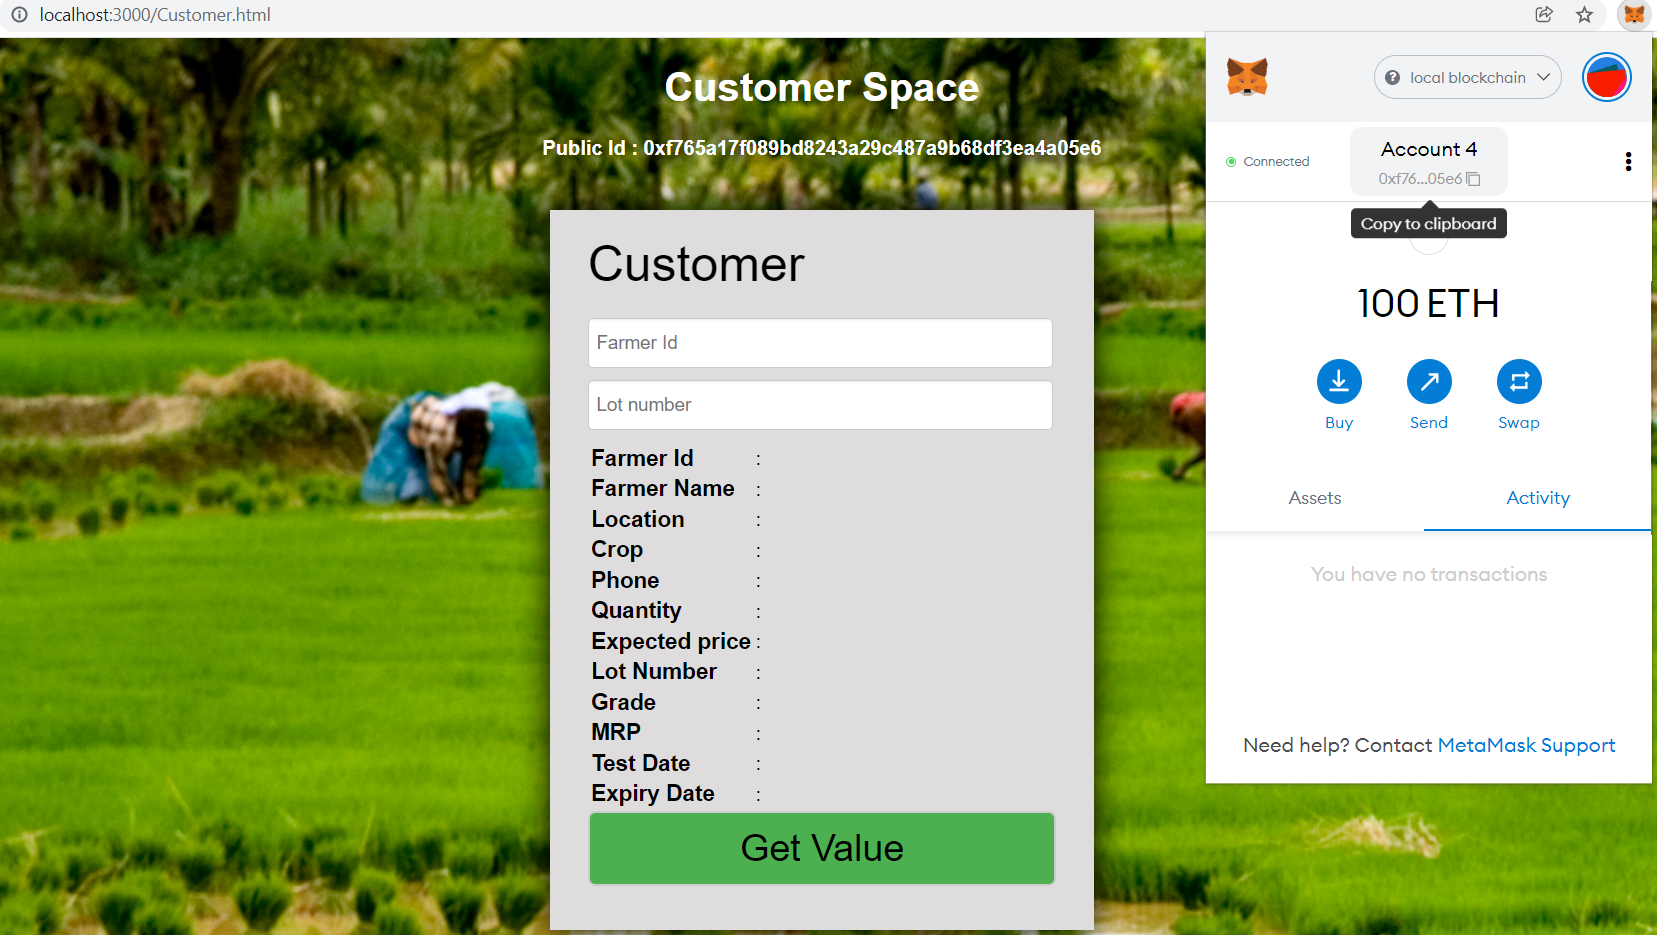 localhost:3000/Customer.html
Customer Space
Public Id : 0xf765a17f089bd8243a29c487a9b68df3ea4a05e6
Customer
Farmer Id
Lot number
Farmer Id :
Farmer Name :
Location :
Crop :
Phone :
Quantity :
Expected price :
Lot Number :
Grade :
MRP :
Test Date :
Expiry Date :
Get Value
? local blockchain
Connected
Account 4
0xf76...05e6
Copy to clipboard
100 ETH
Buy
Send
Swap
Assets
Activity
You have no transactions
Need help? Contact MetaMask Support